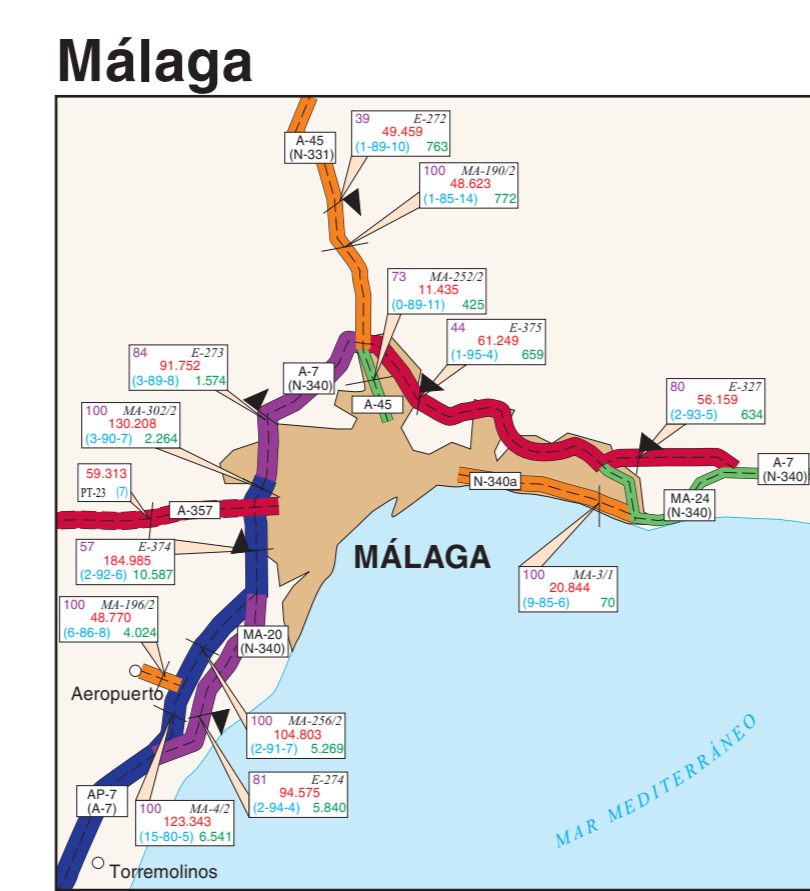 Málaga
39 E-272
49.459
(1-89-10) 763
A-45
(N-331)
100 MA-190/2
48.623
(1-85-14) 772
73 MA-252/2
11.435
(0-89-11) 425
44 E-375
61.249
(1-95-4) 659
84 E-273
91.752
(3-89-8) 1.574
A-7
(N-340)
A-45
80 E-327
56.159
(2-93-5) 634
100 MA-302/2
130.208
(3-90-7) 2.264
59.313
PT-23 (7)
A-357
N-340a
A-7
(N-340)
MA-24
(N-340)
57 E-374
184.985
(2-92-6) 10.587
MÁLAGA
100 MA-3/1
20.844
(9-85-6) 70
100 MA-196/2
48.770
(6-86-8) 4.024
MA-20
(N-340)
Aeropuerto
100 MA-256/2
104.803
(2-91-7) 5.269
81 E-274
94.575
(2-94-4) 5.840
AP-7
(A-7)
100 MA-4/2
123.343
(15-80-5) 6.541
MAR MEDITERRÁNEO
Torremolinos